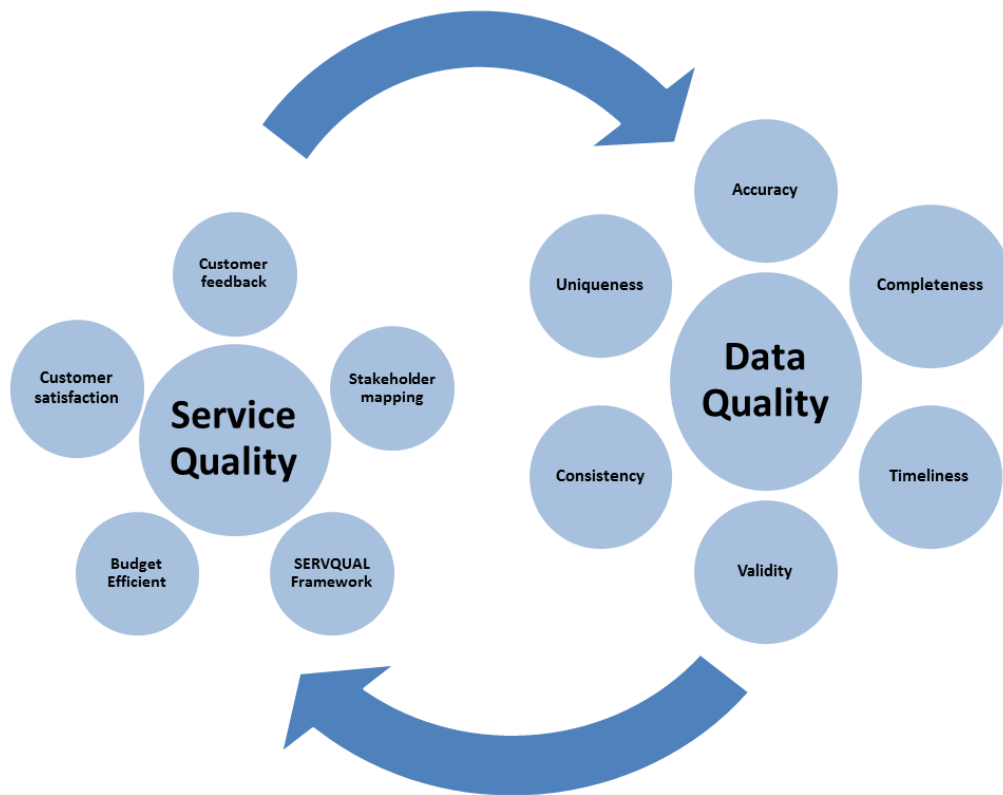 Customer
feedback
Customer
satisfaction
Stakeholder
mapping
Service
Quality
Budget
Efficient
SERVQUAL
Framework
Accuracy
Uniqueness
Completeness
Data
Quality
Consistency
Timeliness
Validity